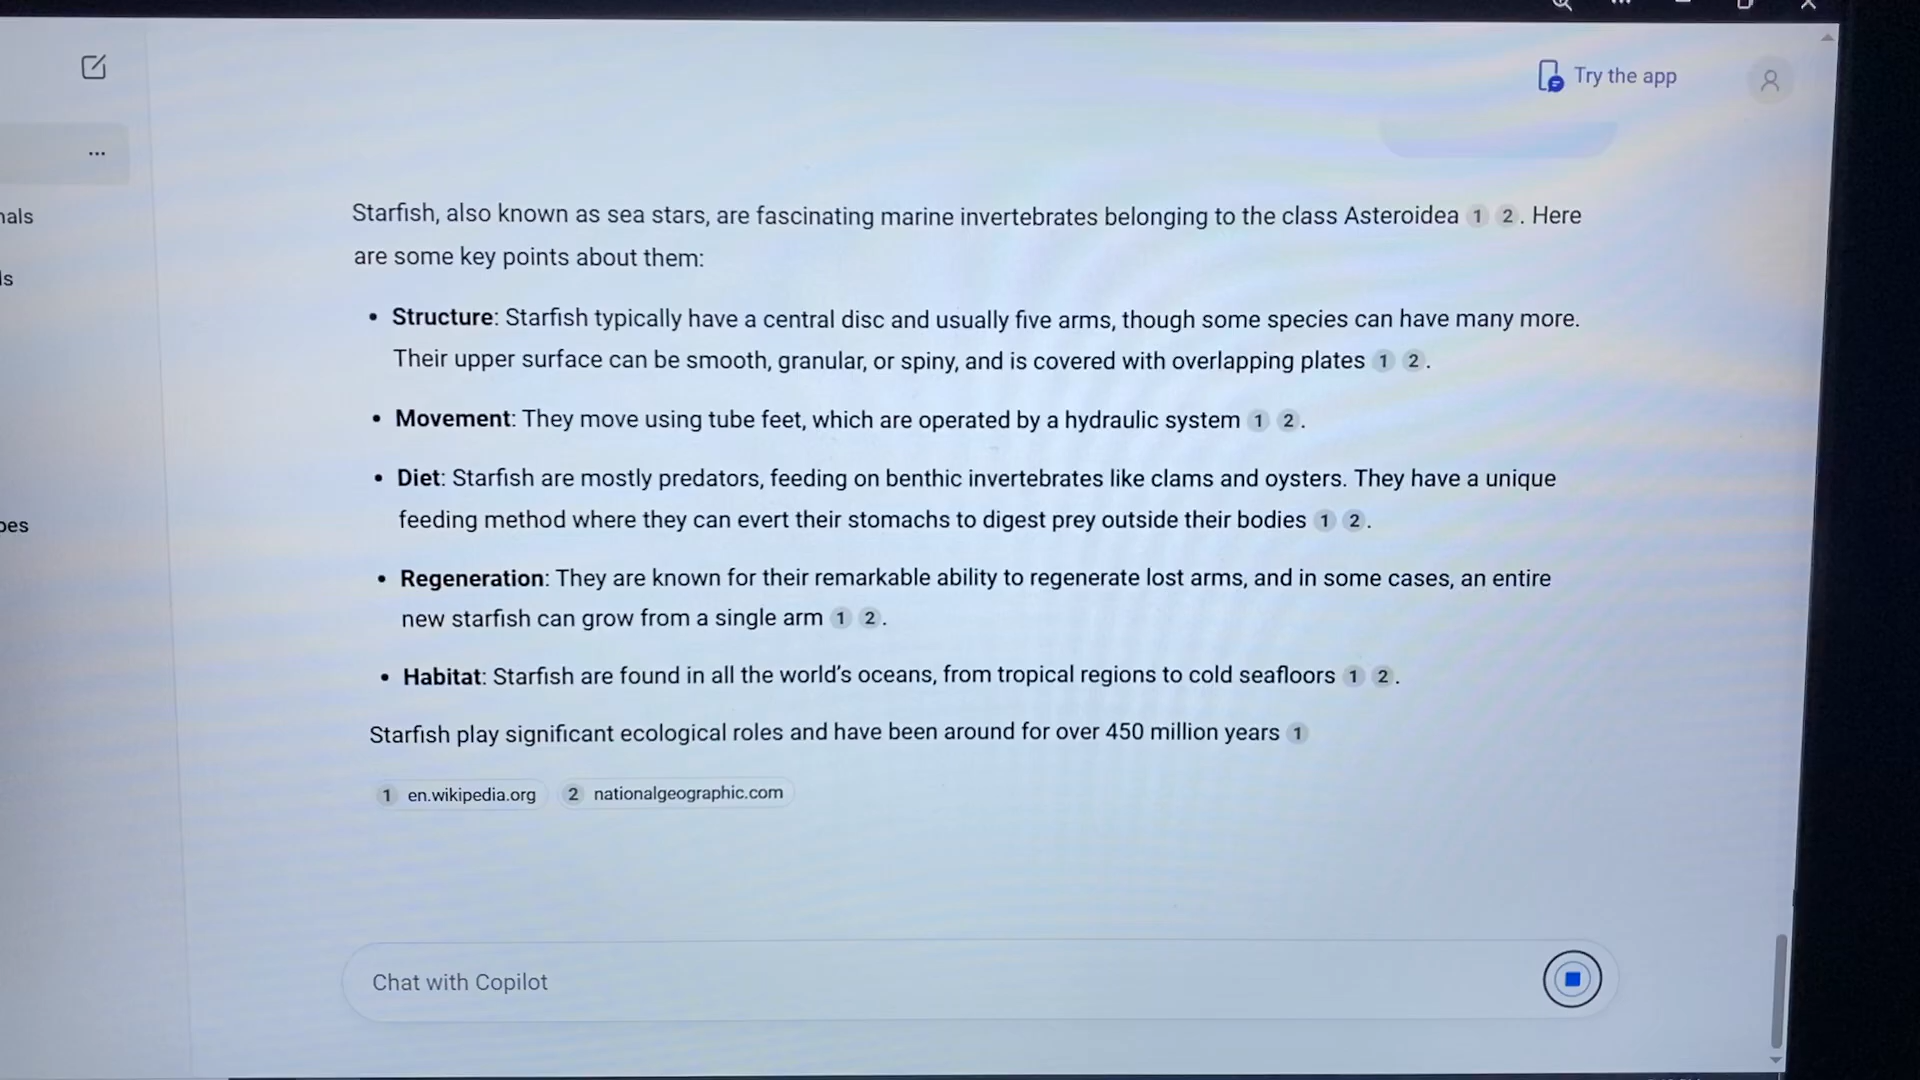 Try the app
...
nals
ls
pes
Starfish, also known as sea stars, are fascinating marine invertebrates belonging to the class Asteroidea 1 2. Here
are some key points about them:
• Structure: Starfish typically have a central disc and usually five arms, though some species can have many more.
Their upper surface can be smooth, granular, or spiny, and is covered with overlapping plates 1 2.
• Movement: They move using tube feet, which are operated by a hydraulic system 1 2.
• Diet: Starfish are mostly predators, feeding on benthic invertebrates like clams and oysters. They have a unique
feeding method where they can evert their stomachs to digest prey outside their bodies 1 2.
• Regeneration: They are known for their remarkable ability to regenerate lost arms, and in some cases, an entire
new starfish can grow from a single arm 1 2.
• Habitat: Starfish are found in all the world's oceans, from tropical regions to cold seafloors 1 2.
Starfish play significant ecological roles and have been around for over 450 million years 1
1 en.wikipedia.org 2 nationalgeographic.com
Chat with Copilot